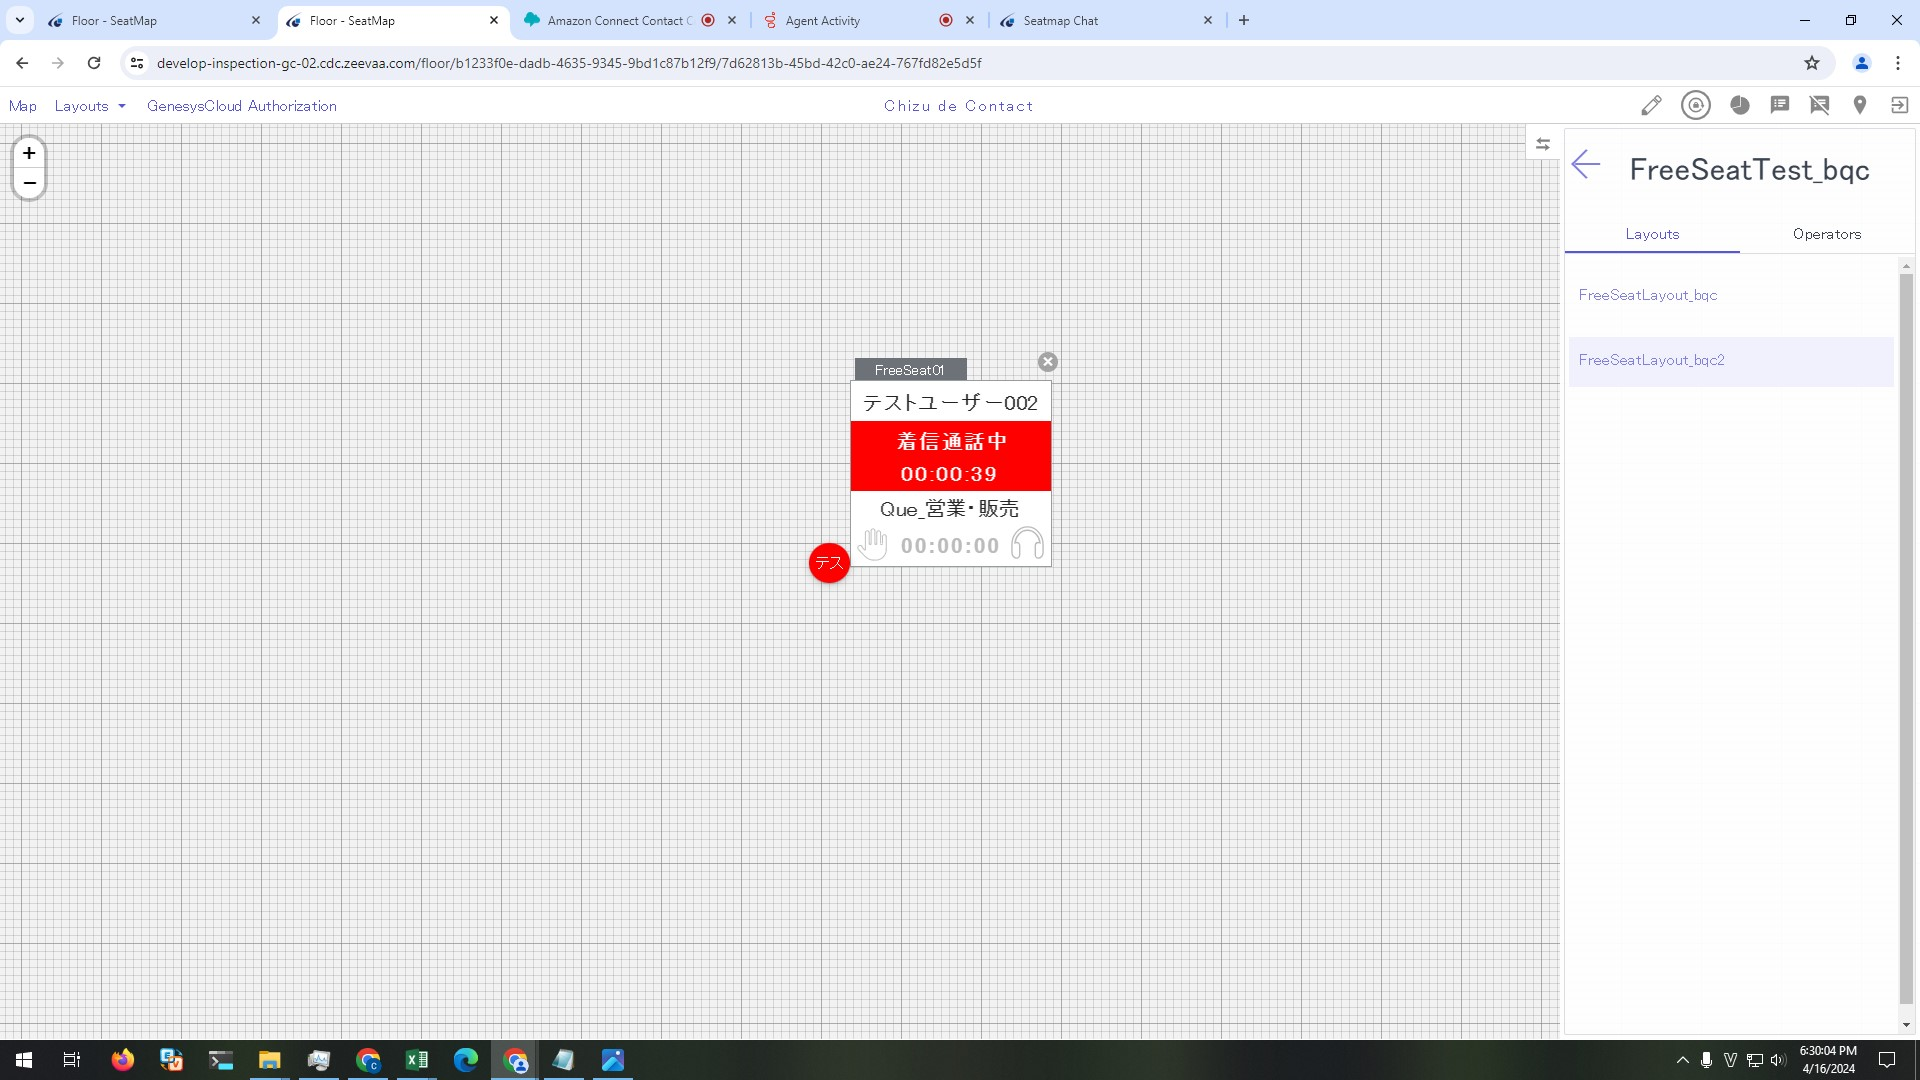 Floor - SeatMap
Floor - SeatMap
Amazon Connect Contact C
Agent Activity
Seatmap Chat
develop-inspection-gc-02.cdc.zeevaa.com/floor/b1233f0e-dadb-4635-9345-9bd1c87b12f9/7d62813b-45bd-42c0-ae24-767fd82e5d5f
Map
Layouts
GenesysCloud Authorization
Chizu de Contact
+
−
FreeSeatTest_bqc
Layouts
Operators
FreeSeatLayout_bqc
FreeSeatLayout_bqc2
FreeSeat01
テストユーザー002
着信通話中
00:00:39
Que_営業・販売
00:00:00
テス
6:30:04 PM
4/16/2024